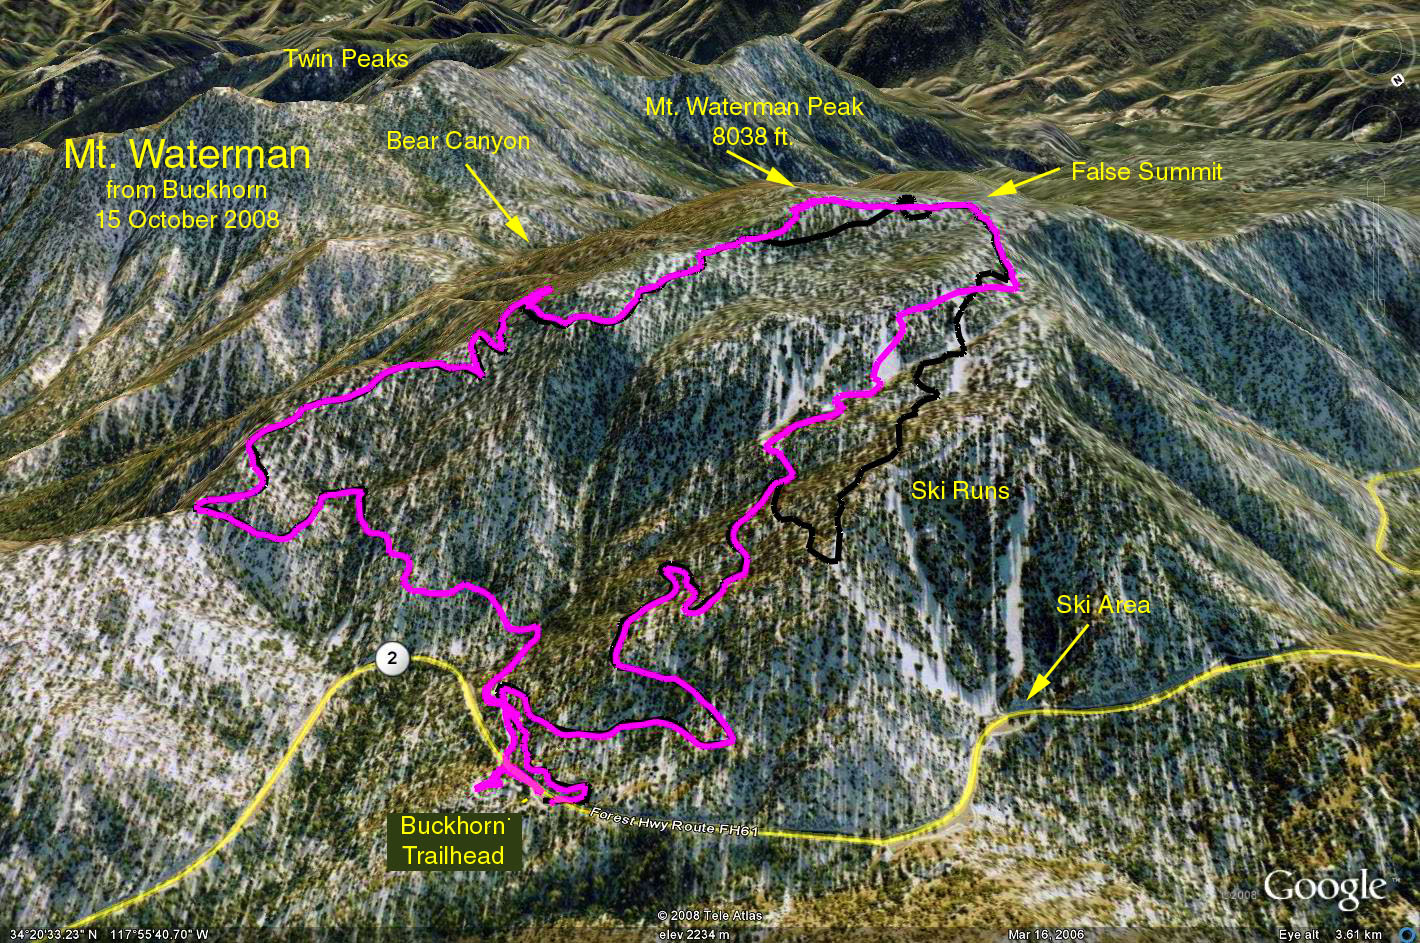 Twin Peaks
N
Mt. Waterman Peak
8038 ft.
Bear Canyon
Mt. Waterman
from Buckhorn
15 October 2008
False Summit
Ski Runs
Ski Area
2
Forest Hwy Route FH61
Buckhorn
Trailhead
©2008 Google™
© 2008 Tele Atlas
34°20'33.23" N 117°55'40.70" W
elev 2234 m
Mar 16, 2006
Eye alt 3.61 km